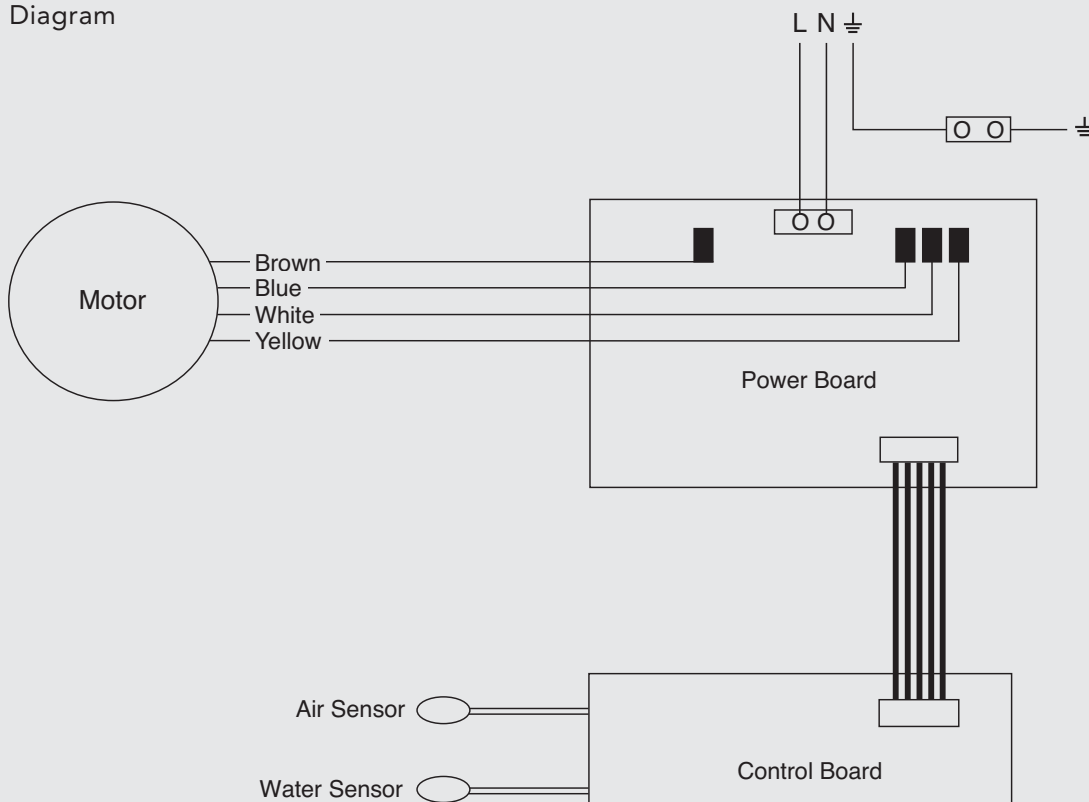 Diagram
L N ⏚
O O ⏚
O O
Brown
Blue
Motor
White
Yellow
Power Board
Air Sensor
Control Board
Water Sensor